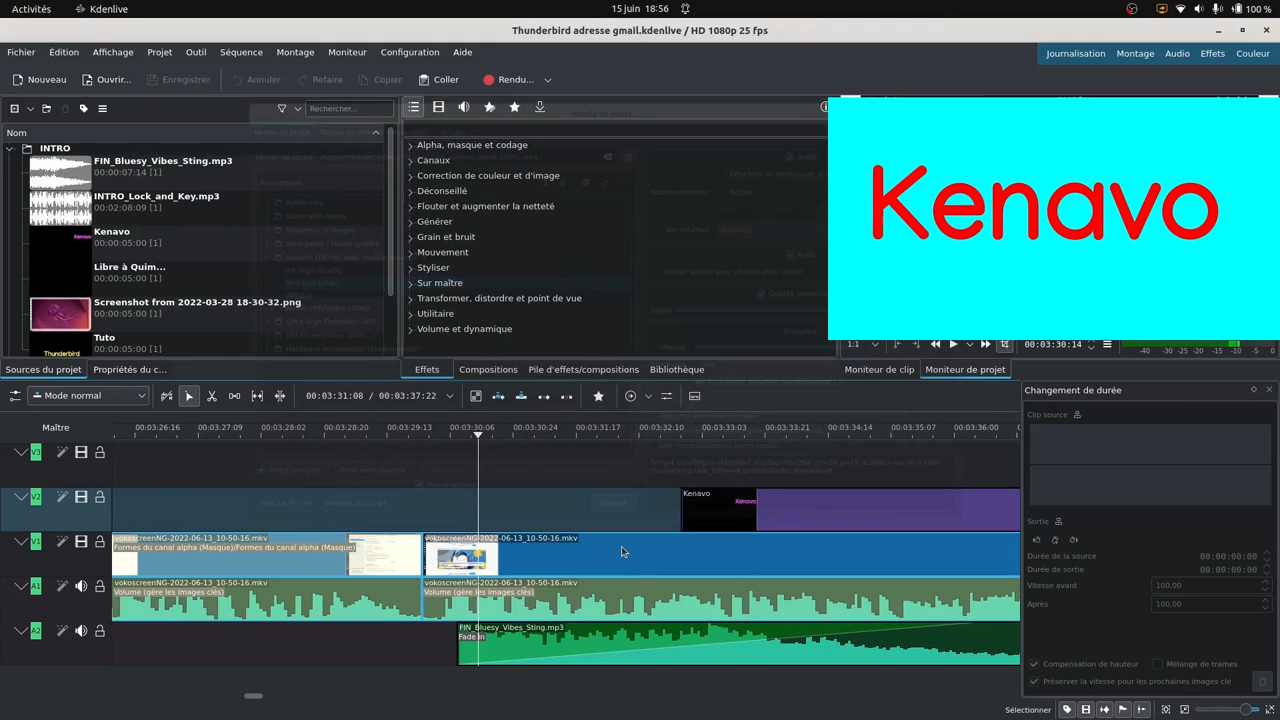 Activités
Kdenlive
15 juin 18:56
100 %
Thunderbird adresse gmail.kdenlive / HD 1080p 25 fps
Fichier Édition Affichage Projet Outil Séquence Montage Moniteur Configuration Aide
Journalisation Montage Audio Effets Couleur
Nouveau Ouvrir... Enregistrer Annuler Refaire Copier Coller Rendu...
Rechercher...
Nom
INTRO
FIN_Bluesy_Vibes_Sting.mp3
00:00:07:14 [1]
INTRO_Lock_and_Key.mp3
00:02:08:09 [1]
Kenavo
Kenavo
00:00:05:00 [1]
Libre à Quim...
00:00:05:00 [1]
Screenshot from 2022-03-28 18-30-32.png
00:00:05:00 [1]
Tuto
00:00:05:00 [1]
Thunderbird
Sources du projet
Propriétés du c...
Alpha, masque et codage
Canaux
Correction de couleur et d'image
Déconseillé
Flouter et augmenter la netteté
Générer
Grain et bruit
Mouvement
Styliser
Sur maître
Transformer, distordre et point de vue
Utilitaire
Volume et dynamique
Effets
Compositions
Pile d'effets/compositions
Bibliothèque
Kenavo
1:1
00:03:30:14
-40 -30 -20 -15 -10 -5 0
Moniteur de clip
Moniteur de projet
Mode normal
00:03:31:08 / 00:03:37:22
Maître
00:03:26:16 00:03:27:09 00:03:28:02 00:03:28:20 00:03:29:13 00:03:30:06 00:03:30:24 00:03:31:17 00:03:32:10 00:03:33:03 00:03:33:21 00:03:34:14 00:03:35:07 00:03:36:00
V3
V2
Kenavo
Kenavo
V1
vokoscreenNG-2022-06-13_10-50-16.mkv
Formes du canal alpha (Masque)/Formes du canal alpha (Masque)
vokoscreenNG-2022-06-13_10-50-16.mkv
A1
vokoscreenNG-2022-06-13_10-50-16.mkv
Volume (gère les images clés)
vokoscreenNG-2022-06-13_10-50-16.mkv
Volume (gère les images clés)
A2
FIN_Bluesy_Vibes_Sting.mp3
Fade in
Changement de durée
Clip source
Sortie
Durée de la source 00:00:00:00
Durée de sortie 00:00:00:00
Vitesse avant 100,00
Après 100,00
Compensation de hauteur
Mélange de trames
Préserver la vitesse pour les prochaines images clé
Sélectionner